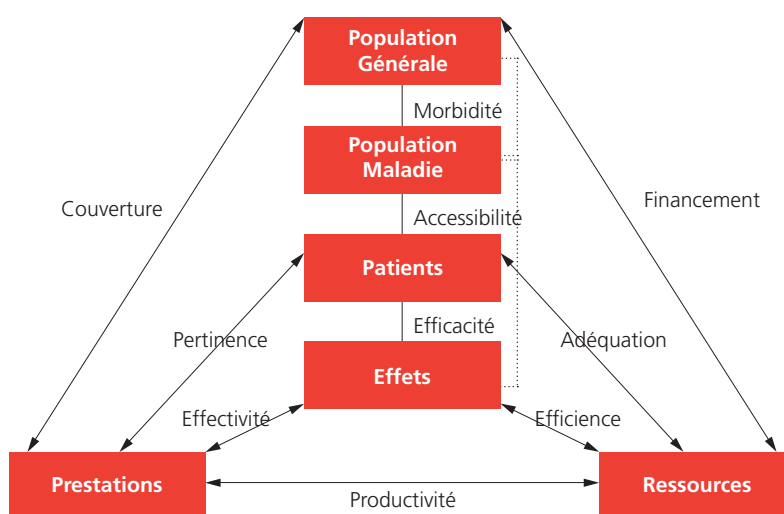 Population
Générale
Morbidité
Population
Maladie
Couverture
Financement
Accessibilité
Patients
Pertinence
Efficacité
Adéquation
Effets
Effectivité
Efficience
Prestations
Ressources
Productivité